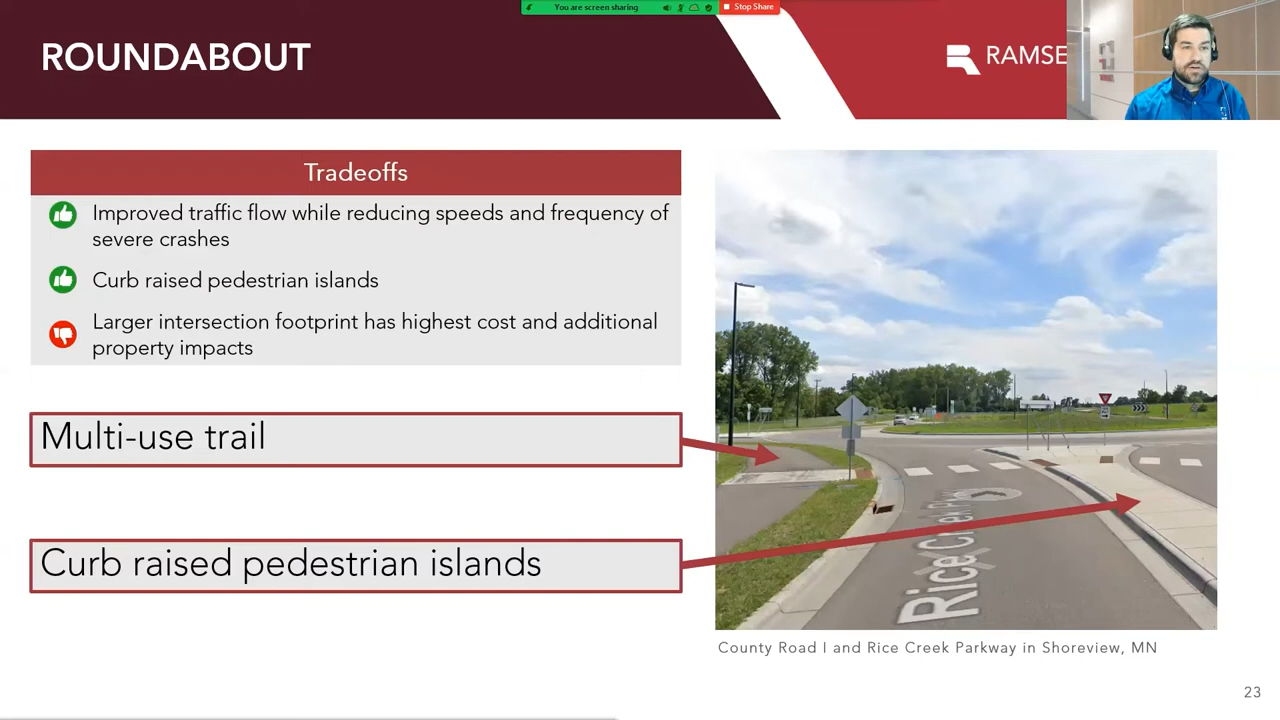 You are screen sharing
Stop Share
ROUNDABOUT
RAMSE
Tradeoffs
Improved traffic flow while reducing speeds and frequency of
severe crashes
Curb raised pedestrian islands
Larger intersection footprint has highest cost and additional
property impacts
Multi-use trail
Curb raised pedestrian islands
Rice Creek Pkwy
County Road I and Rice Creek Parkway in Shoreview, MN
23